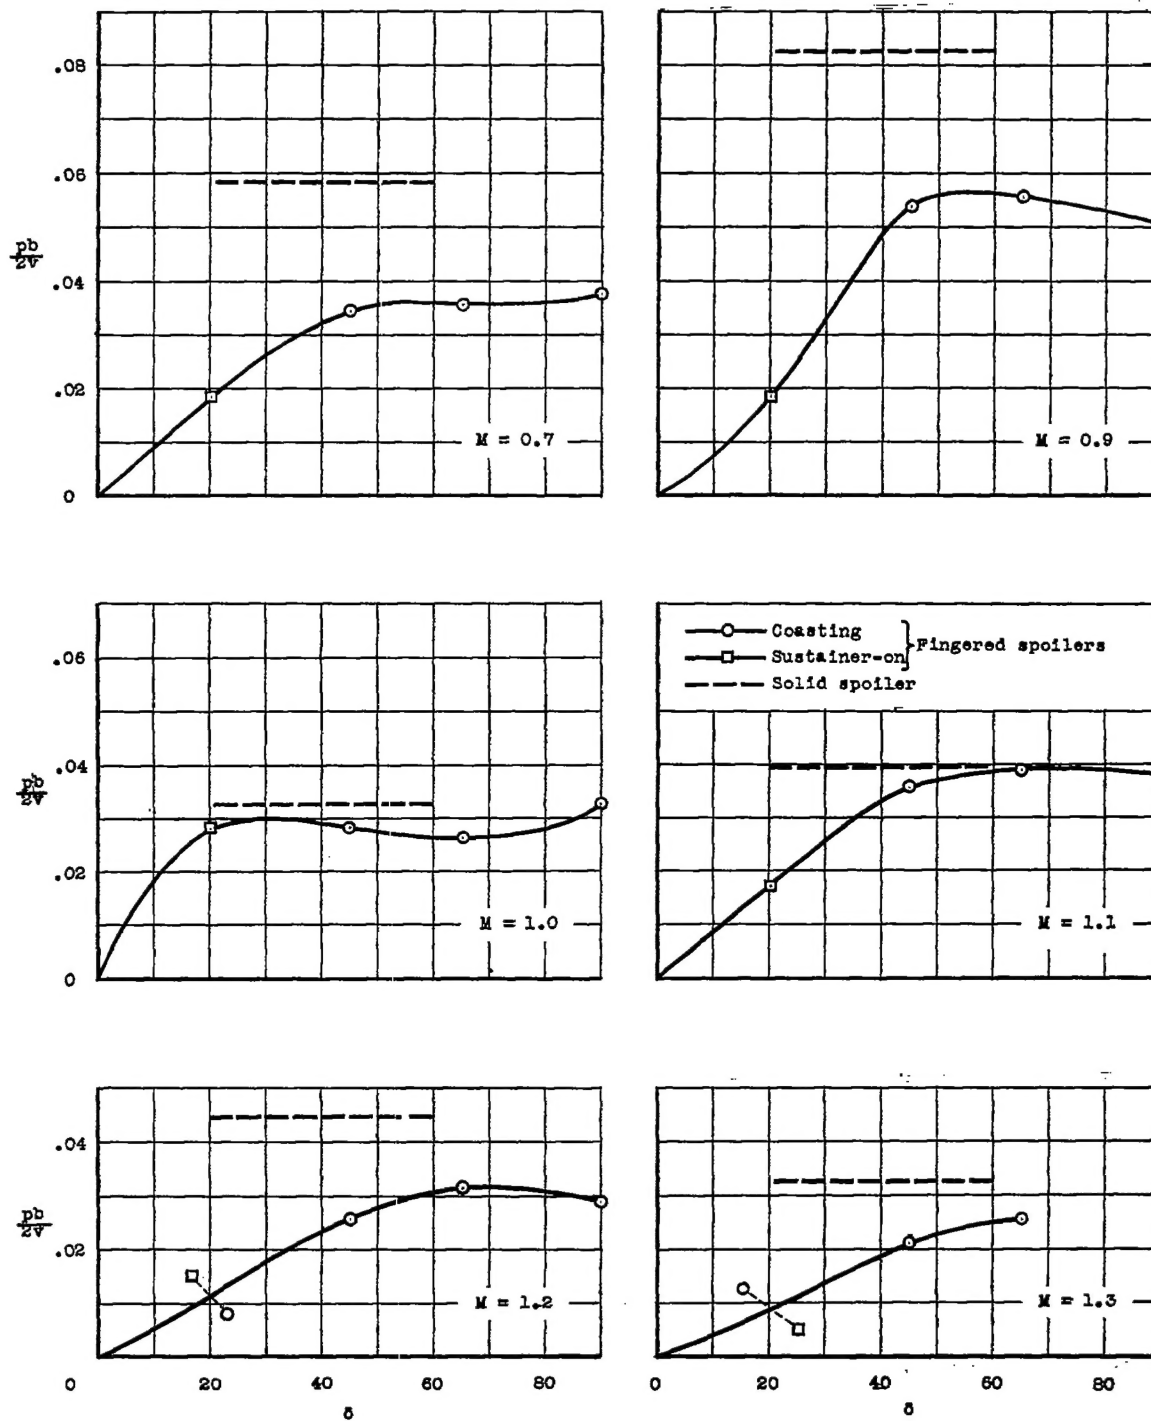 .08
.06
pb
2V
.04
.02
0
M = 0.7
M = 0.9
.06
pb
2V
.04
.02
0
M = 1.0
Coasting
Sustainer-on
Fingered spoilers
Solid spoiler
M = 1.1
.04
pb
2V
.02
M = 1.2
M = 1.3
0 20 40 60 80
δ
0 20 40 60 80
δ